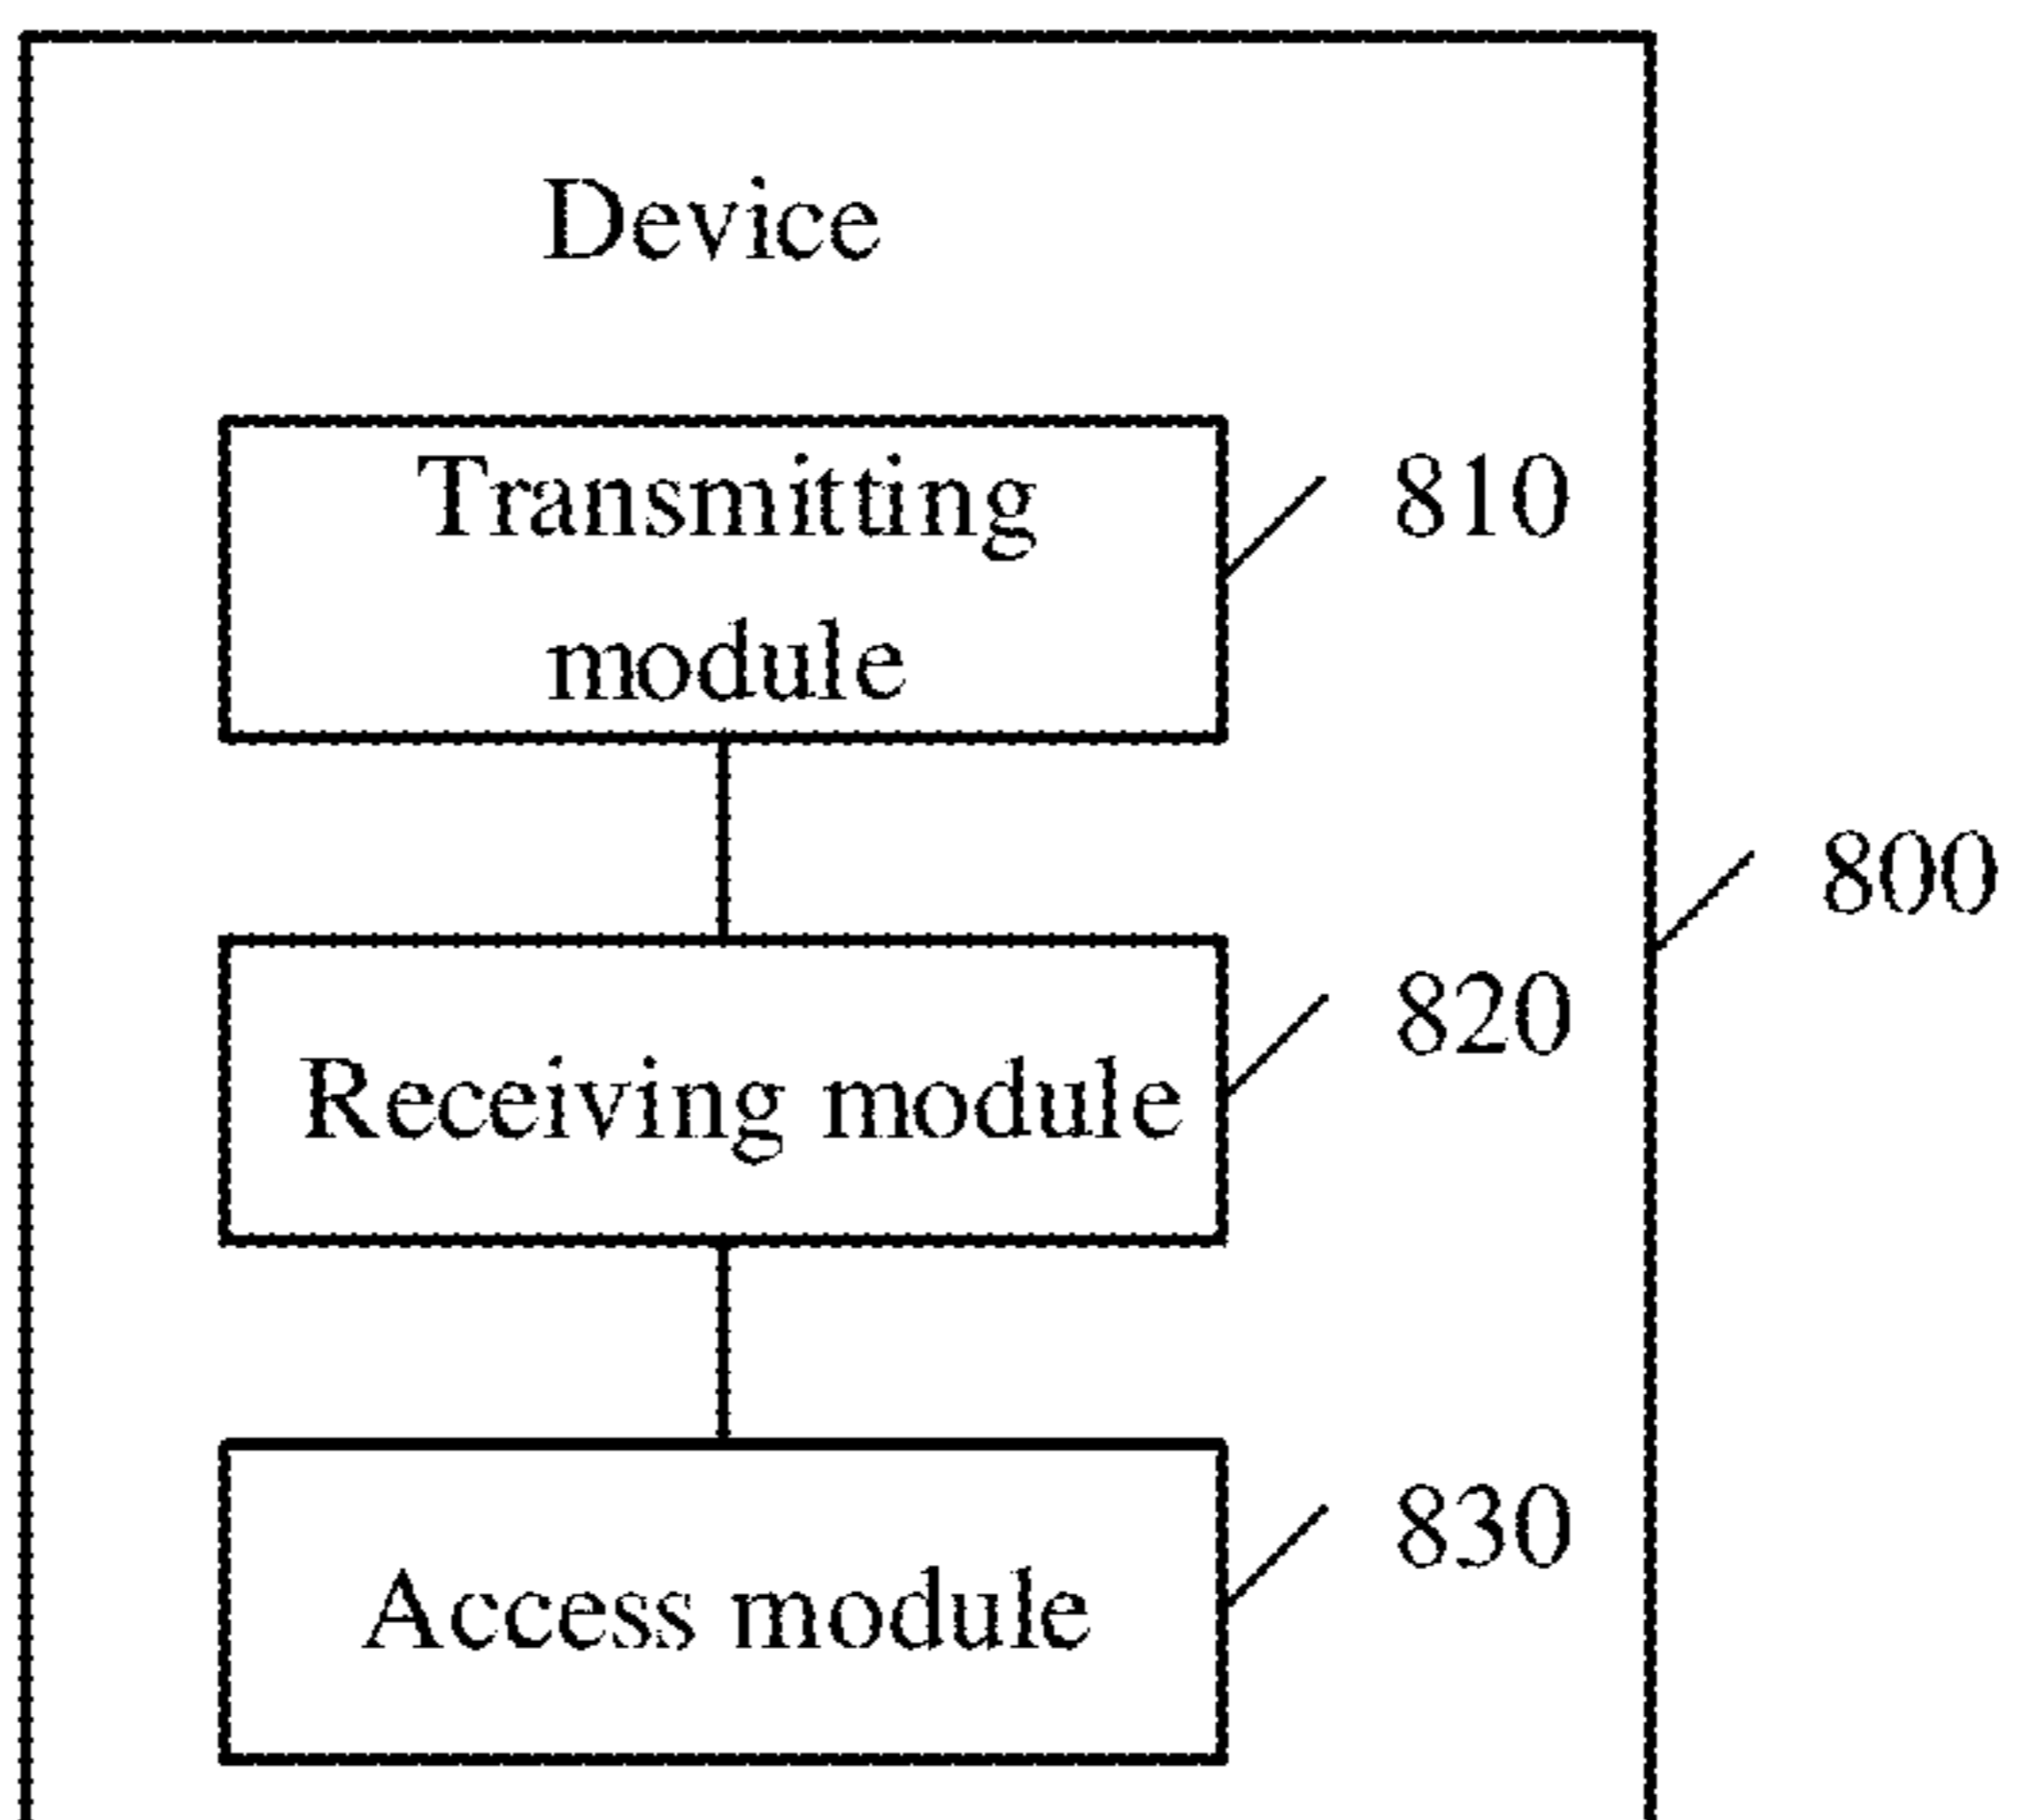 Device
Transmitting
module
810
800
Receiving module
820
Access module
830